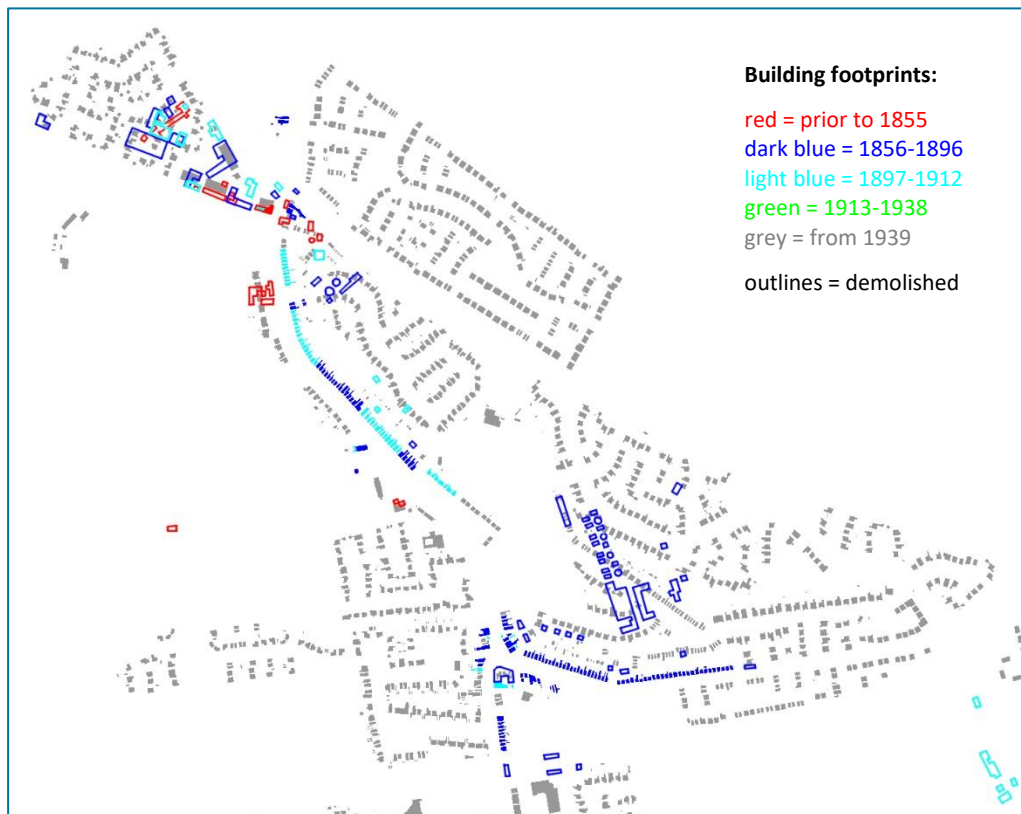 Building footprints:
red = prior to 1855
dark blue = 1856-1896
light blue = 1897-1912
green = 1913-1938
grey = from 1939
outlines = demolished